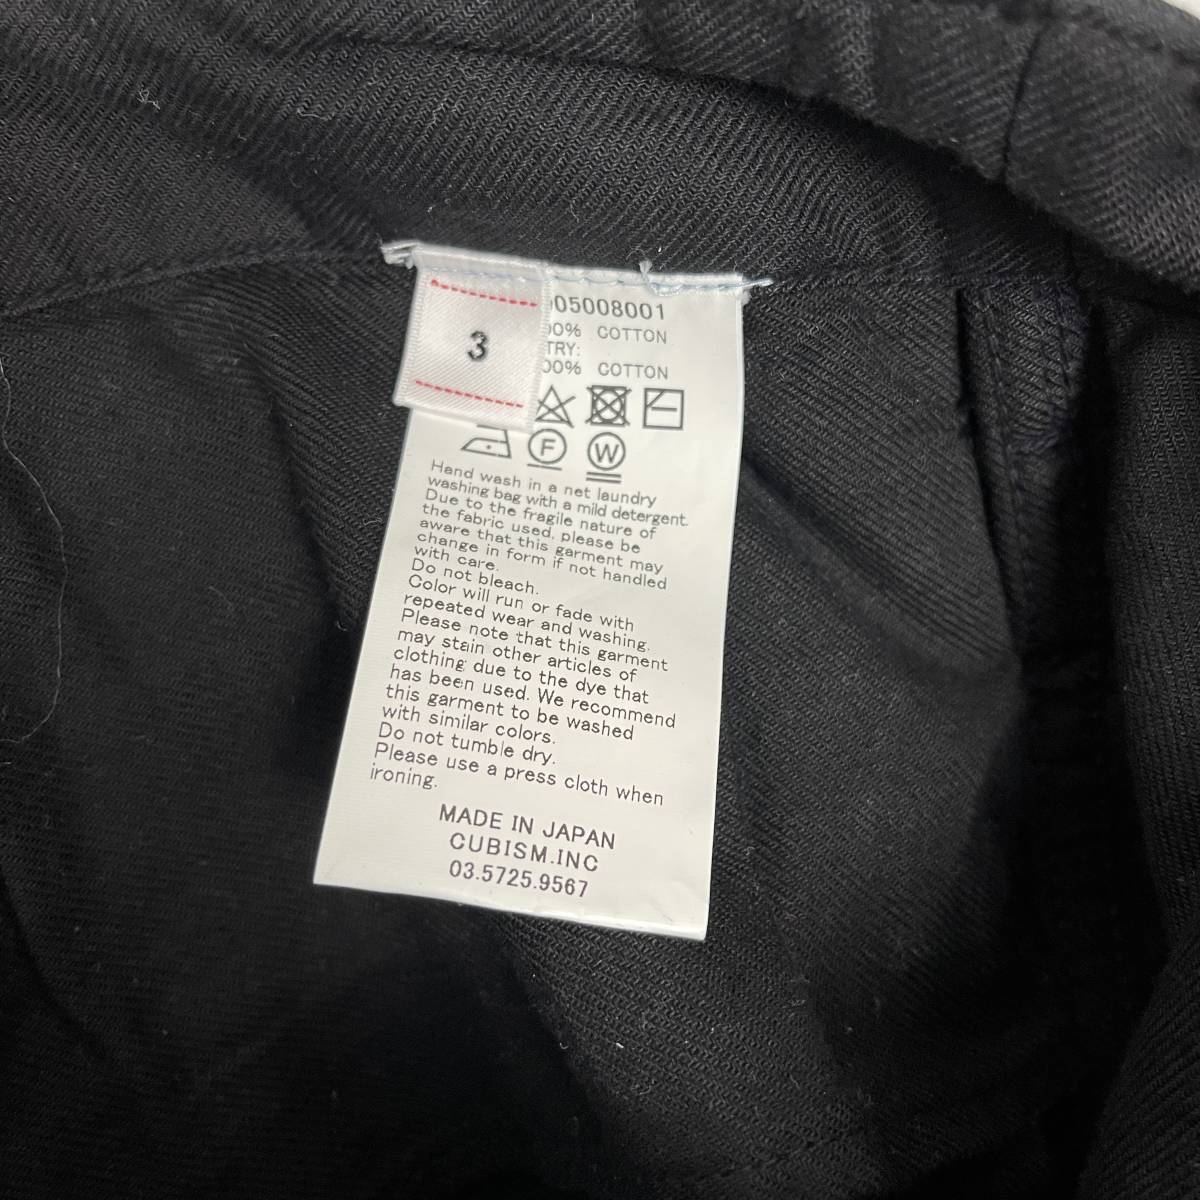 3
05008001
00% COTTON
TRY:
00% COTTON
F
W
Hand wash in a net laundry
washing bag with a mild detergent.
Due to the fragile nature of
the fabric used, please be
aware that this garment may
change in form if not handled
with care.
Do not bleach.
Color will run or fade with
repeated wear and washing.
Please note that this garment
may stain other articles of
clothing due to the dye that
has been used. We recommend
this garment to be washed
with similar colors.
Do not tumble dry.
Please use a press cloth when
ironing.
MADE IN JAPAN
CUBISM.INC
03.5725.9567